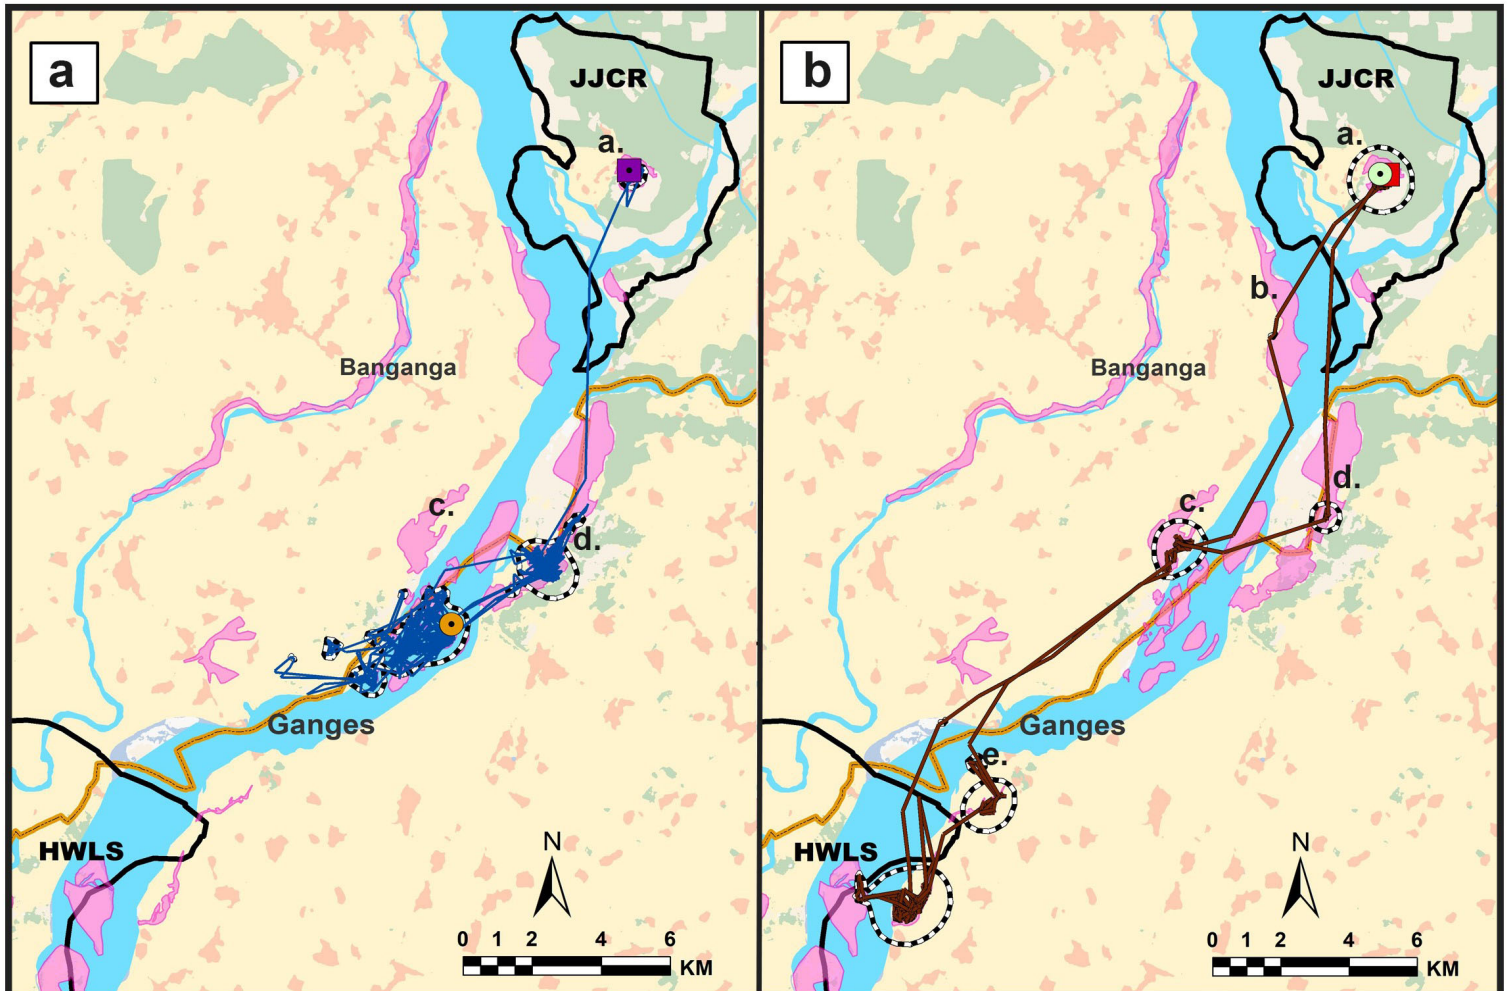 a
JJCR
a.
Banganga
c.
d.
Ganges
HWLS
N
0 1 2 4 6
KM
b
JJCR
a.
b.
Banganga
d.
c.
Ganges
e.
HWLS
N
0 1 2 4 6
KM